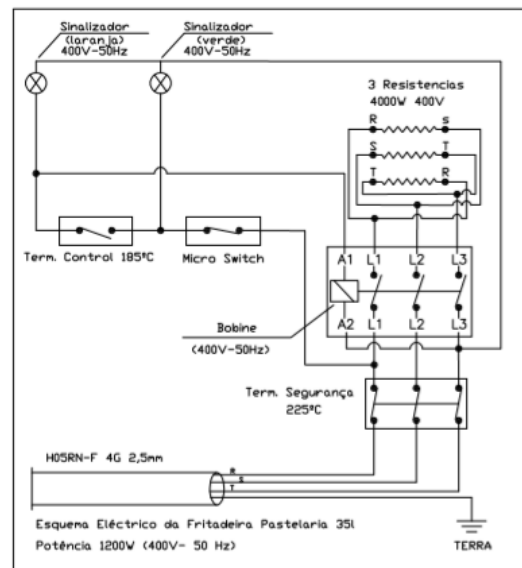 Sinalizador
(laranja)
400V-50Hz
Sinalizador
(verde)
400V-50Hz
3 Resistencias
4000W 400V
R
s
S
T
T
R
Term. Control 185ºC
Micro Switch
A1 L1 L2 L3
A2 L1 L2 L3
Bobine
(400V-50Hz)
Term. Segurança
225ºC
H05RN-F 4G 2,5mm
R
S
T
Esquema Eléctrico da Fritadeira Pastelaria 35l
Potência 1200W (400V- 50 Hz)
TERRA